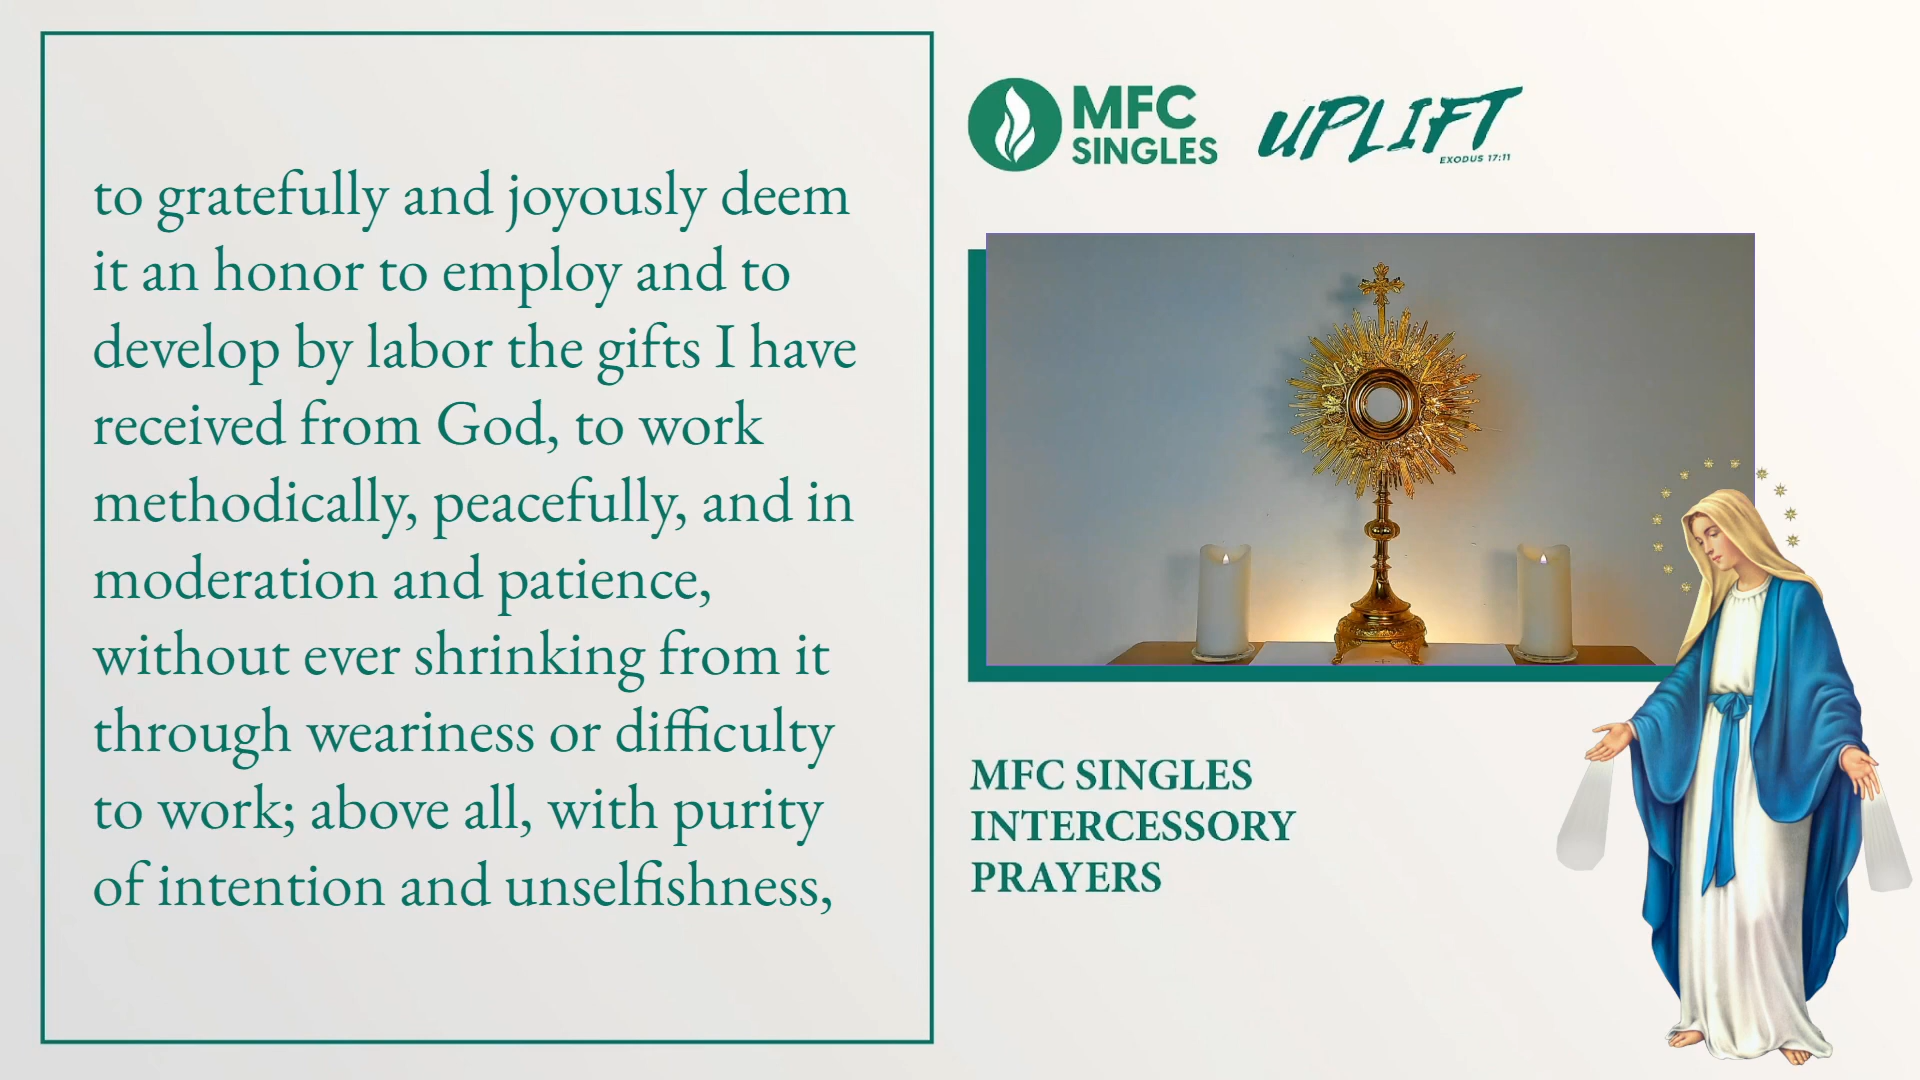 to gratefully and joyously deem
it an honor to employ and to
develop by labor the gifts I have
received from God, to work
methodically, peacefully, and in
moderation and patience,
without ever shrinking from it
through weariness or difficulty
to work; above all, with purity
of intention and unselfishness,
MFC
SINGLES
UPLIFT
EXODUS 17:11
MFC SINGLES
INTERCESSORY
PRAYERS